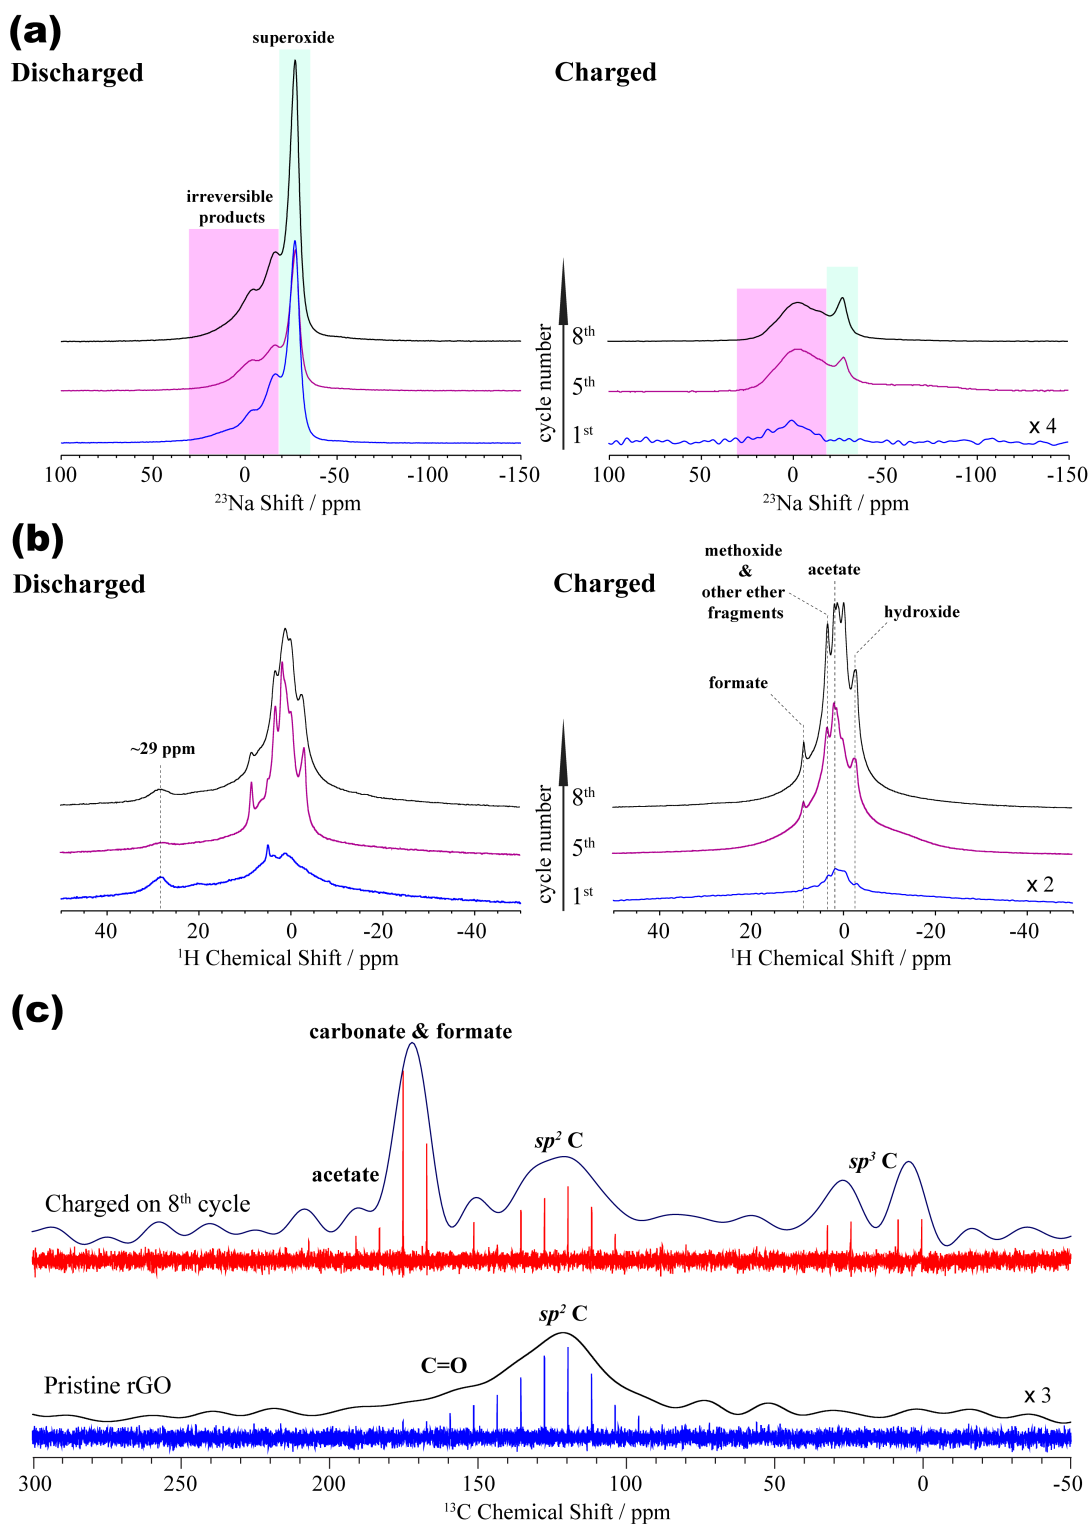 (a)
Discharged
superoxide
irreversible
products
100 50 0 -50 -100 -150
²³Na Shift / ppm
Charged
cycle number
8th
5th
1st
x 4
100 50 0 -50 -100 -150
²³Na Shift / ppm
(b)
Discharged
~29 ppm
40 20 0 -20 -40
¹H Chemical Shift / ppm
Charged
methoxide
&
other ether
fragments
acetate
hydroxide
formate
cycle number
8th
5th
1st
x 2
40 20 0 -20 -40
¹H Chemical Shift / ppm
(c)
carbonate & formate
acetate
sp² C
sp³ C
Charged on 8th cycle
sp² C
C=O
Pristine rGO
x 3
300 200 150 100 50 0 -50
¹³C Chemical Shift / ppm